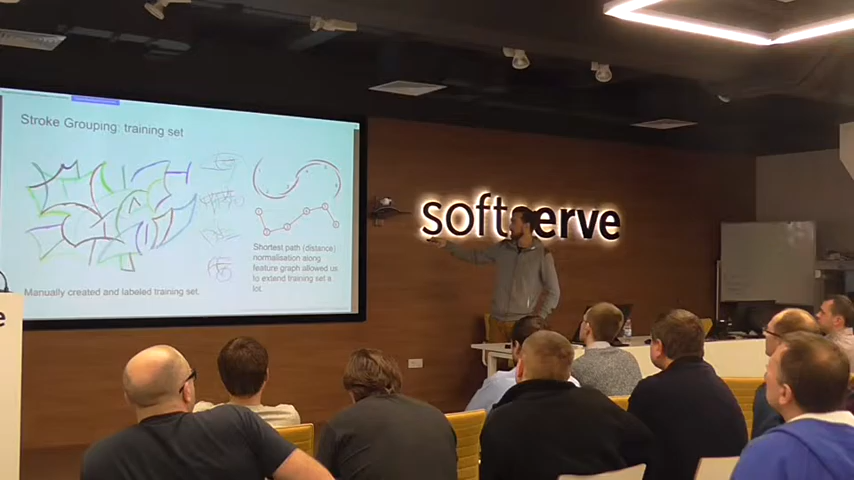 Stroke Grouping: training set
Manually created and labeled training set.
Shortest path (distance)
normalisation along
feature graph allowed us
to extend training set a
lot.
softserve